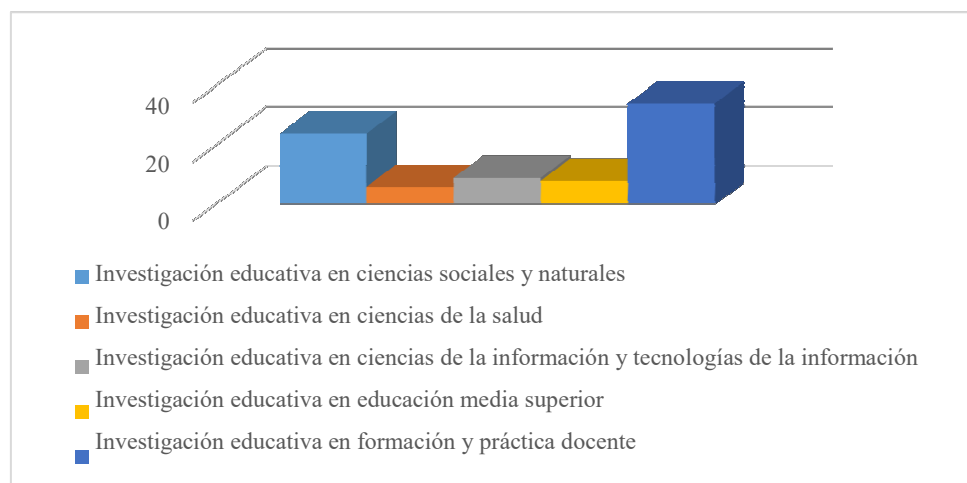 40
20
0
Investigación educativa en ciencias sociales y naturales
Investigación educativa en ciencias de la salud
Investigación educativa en ciencias de la información y tecnologías de la información
Investigación educativa en educación media superior
Investigación educativa en formación y práctica docente